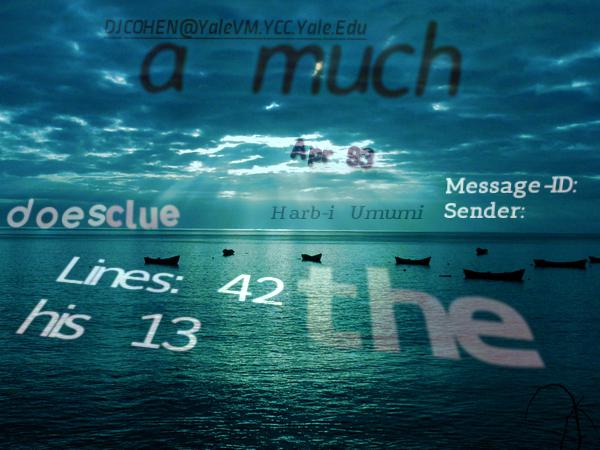 DJCOHEN@YaleVM.YCC.Yale.Edu
a much
Apr 93
Message-ID:
Sender:
Harb-i Umumi
doesclue
Lines: 42
his 13
the